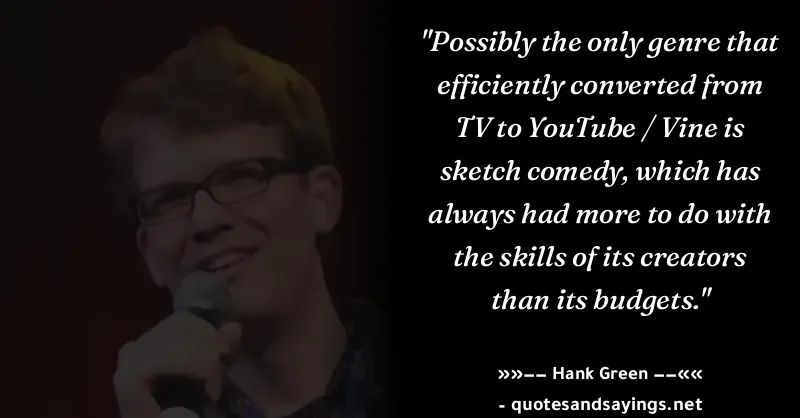 "Possibly the only genre that
efficiently converted from
TV to YouTube / Vine is
sketch comedy, which has
always had more to do with
the skills of its creators
than its budgets."
»»–– Hank Green ––««
- quotesandsayings.net